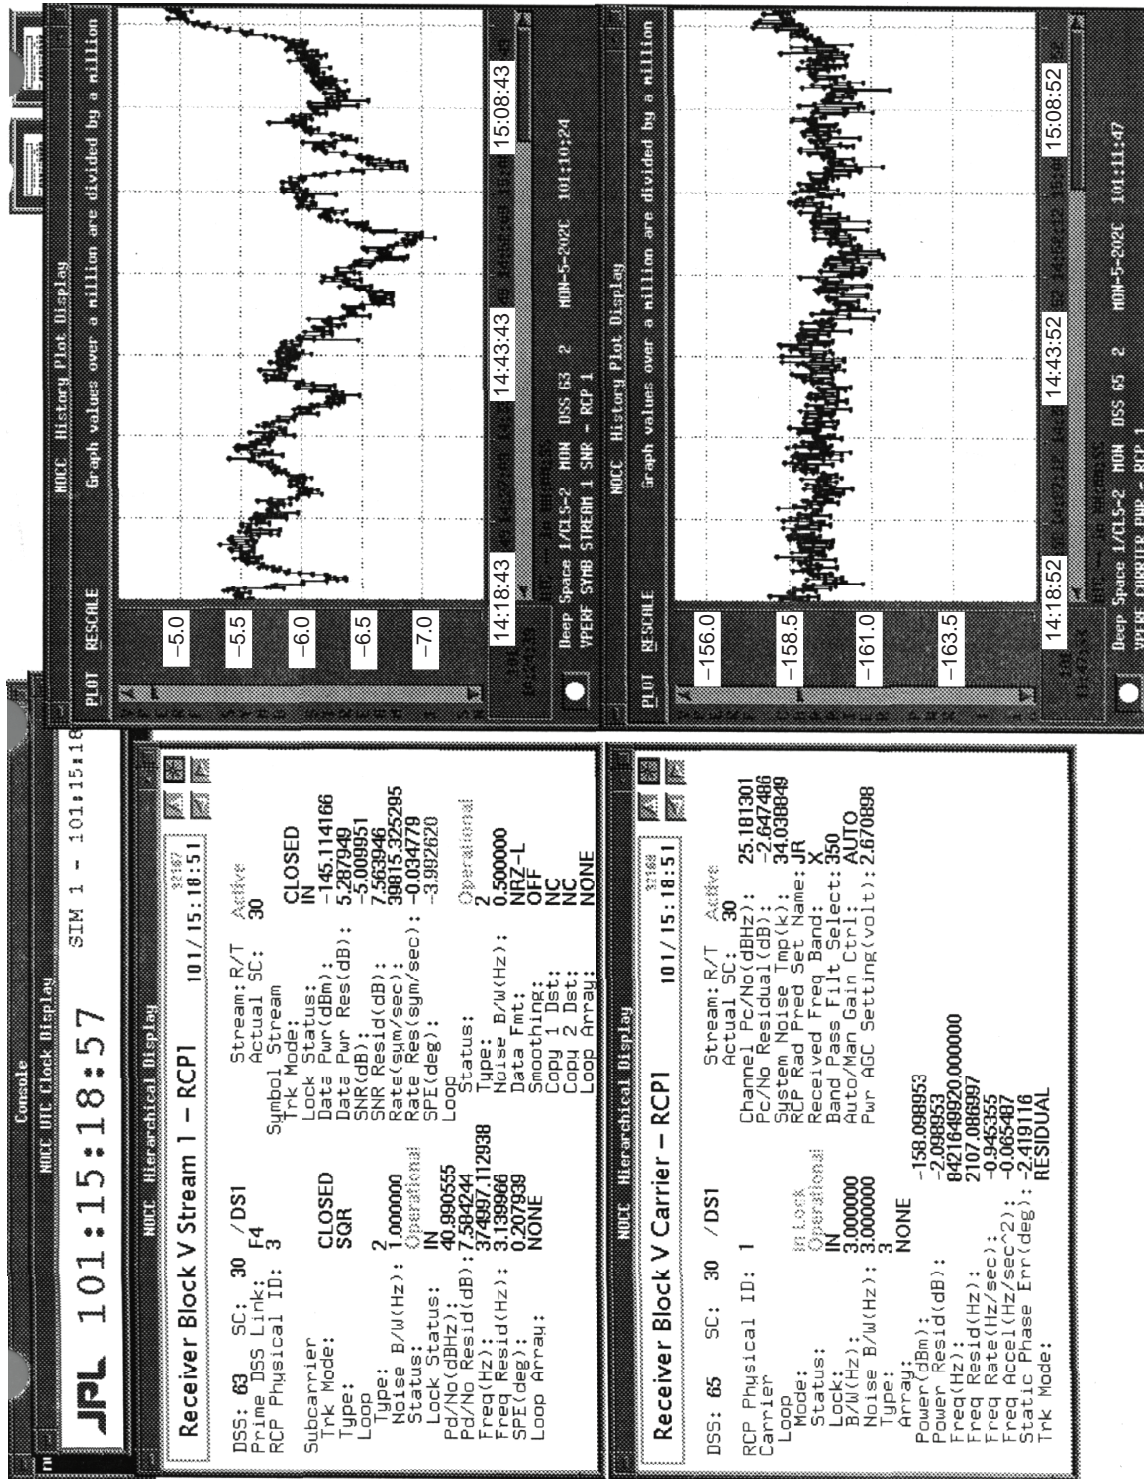 Console
NOCC UTC Clock Display
JPL 101:15:18:57 SIM 1 - 101:15:18
NOCC Hierarchical Display
Receiver Block V Stream 1 – RCP1 101/15:18:51
DSS: 63 SC: 30 /DS1 Stream: R/T Active
Prime DSS Link: F4 Actual SC: 30
RCP Physical ID: 3
Symbol Stream
Trk Mode: CLOSED
Lock Status: IN
Data Pwr(dBm): -145.114166
Data Pwr Res(dB): 5.287949
SNR(dB): -5.009951
SNR Resid(dB): 7.563946
Rate(sym/sec): 39815.325295
Rate Res(sym/sec): -0.034779
SPE(deg): -3.992620
Loop
Status: Operational
Type: 2
Noise B/W(Hz): 0.500000
Data Fmt: NRZ-L
Smoothing: OFF
Copy 1 Dst: NC
Copy 2 Dst: NC
Loop Array: NONE
Subcarrier
Trk Mode: CLOSED
Type: SQR
Loop
Type: 2
Noise B/W(Hz): 1.000000
Status: Operational
Lock Status: IN
Pd/No(dBHz): 40.990555
Pd/No Resid(dB): 7.584244
Freq(Hz): 374997.112938
Freq Resid(Hz): 3.139966
SPE(deg): 0.207939
Loop Array: NONE
NOCC History Plot Display
PLOT RESCALE Graph values over a million are divided by a million
–5.0
–5.5
–6.0
–6.5
–7.0
14:18:43 14:43:43 15:08:43
Deep Space 1/CLS-2 MON DSS 63 2 MON-5-202C 101:10:24
VPERF SYMB STREAM 1 SNR - RCP 1
NOCC Hierarchical Display
Receiver Block V Carrier – RCP1 101/15:18:51
DSS: 65 SC: 30 /DS1 Stream: R/T Active
Actual SC: 30
RCP Physical ID: 1
Carrier
Loop
Mode: In Lock
Status: Operational
Lock: IN
B/W(Hz): 3.000000
Noise B/W(Hz): 3.000000
Type: 3
Array: NONE
Power(dBm): -158.098953
Power Resid(dB): -2.098953
Freq(Hz): 8421649920.000000
Freq Resid(Hz): 2107.086997
Freq Rate(Hz/sec): -0.945355
Freq Accel(Hz/sec^2): -0.065487
Static Phase Err(deg): -2.419116
Trk Mode: RESIDUAL
Channel Pc/No(dBHz): 25.181301
Pc/No Residual(dB): -2.647486
System Noise Tmp(k): 34.038849
RCP Rad Pred Set Name: JR
Received Freq Band: X
Band Pass Filt Select: 350
Auto/Man Gain Ctrl: AUTO
Pwr AGC Setting(volt): 2.670898
NOCC History Plot Display
PLOT RESCALE Graph values over a million are divided by a million
–156.0
–158.5
–161.0
–163.5
14:18:52 14:43:52 15:08:52
Deep Space 1/CLS-2 MON DSS 65 2 MON-5-202C 101:11:47
VPERF CARRIER PWR - RCP 1